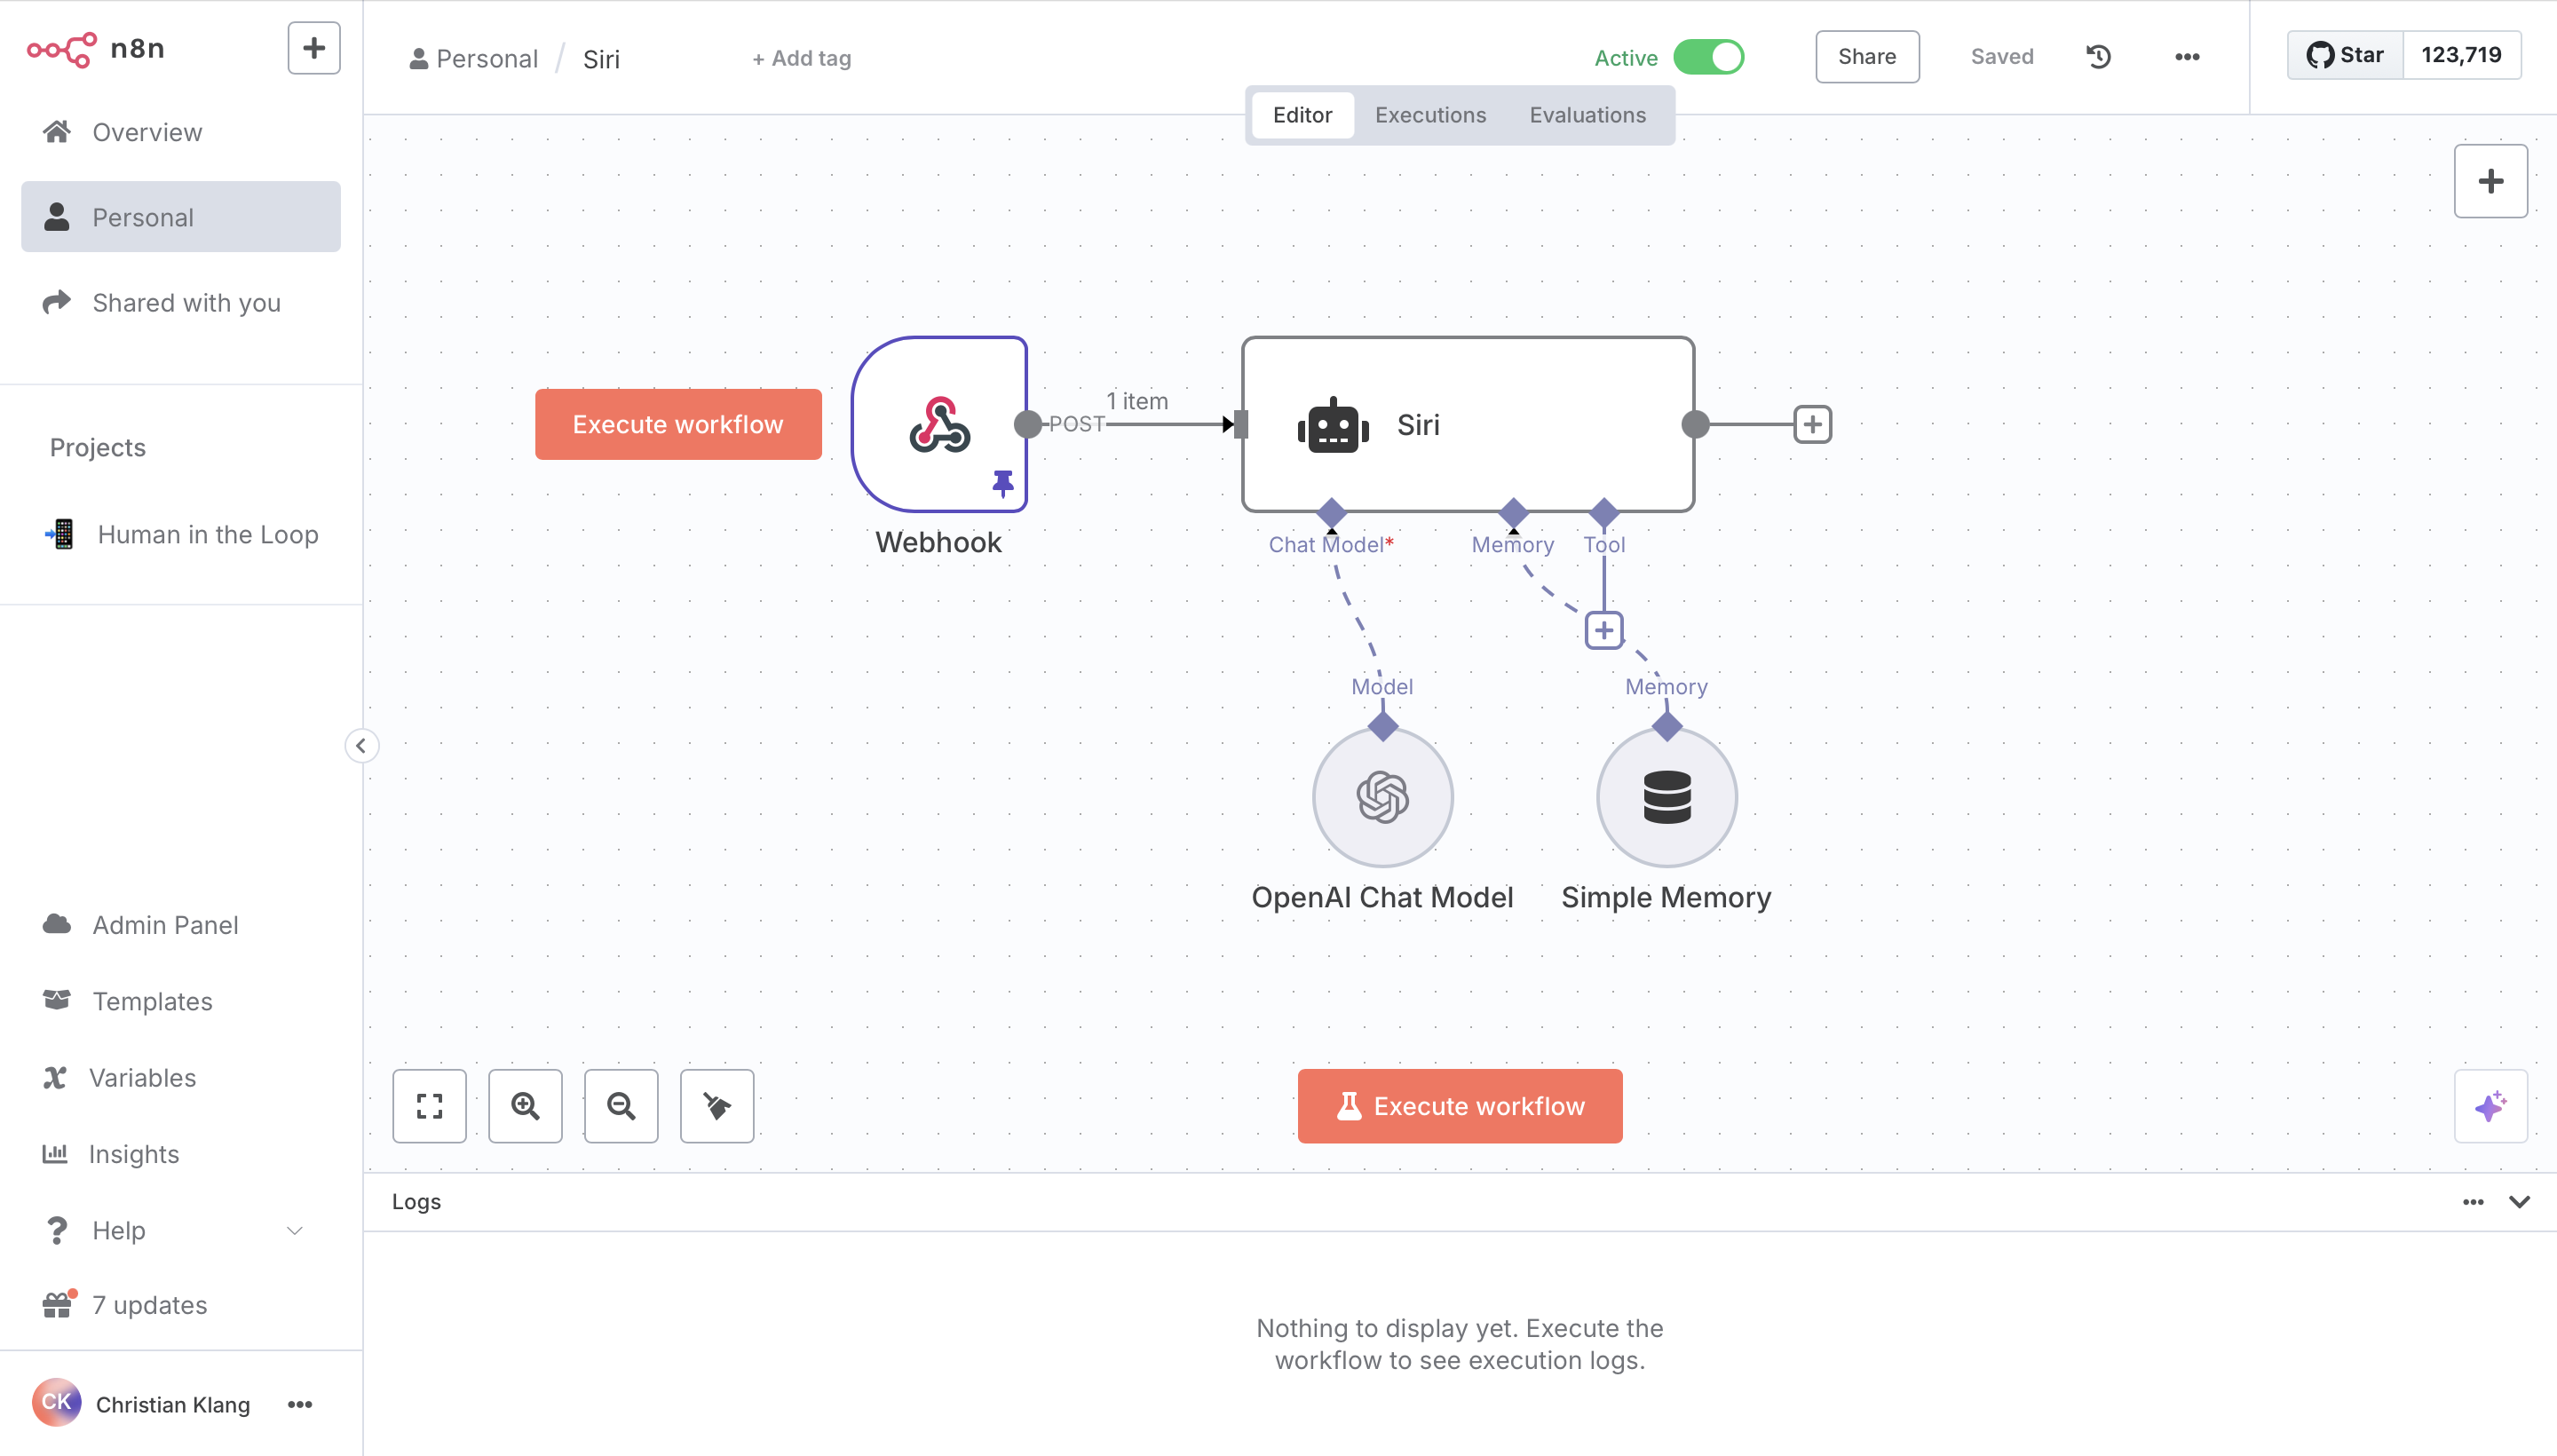 n8n
Overview
Personal
Shared with you
Projects
Human in the Loop
Admin Panel
Templates
Variables
Insights
Help
7 updates
CK Christian Klang
Personal / Siri + Add tag
Active Share Saved Star 123,719
Editor Executions Evaluations
Execute workflow
POST 1 item
Webhook
Siri
Chat Model* Memory Tool
Model Memory
OpenAI Chat Model Simple Memory
Execute workflow
Logs
Nothing to display yet. Execute the
workflow to see execution logs.